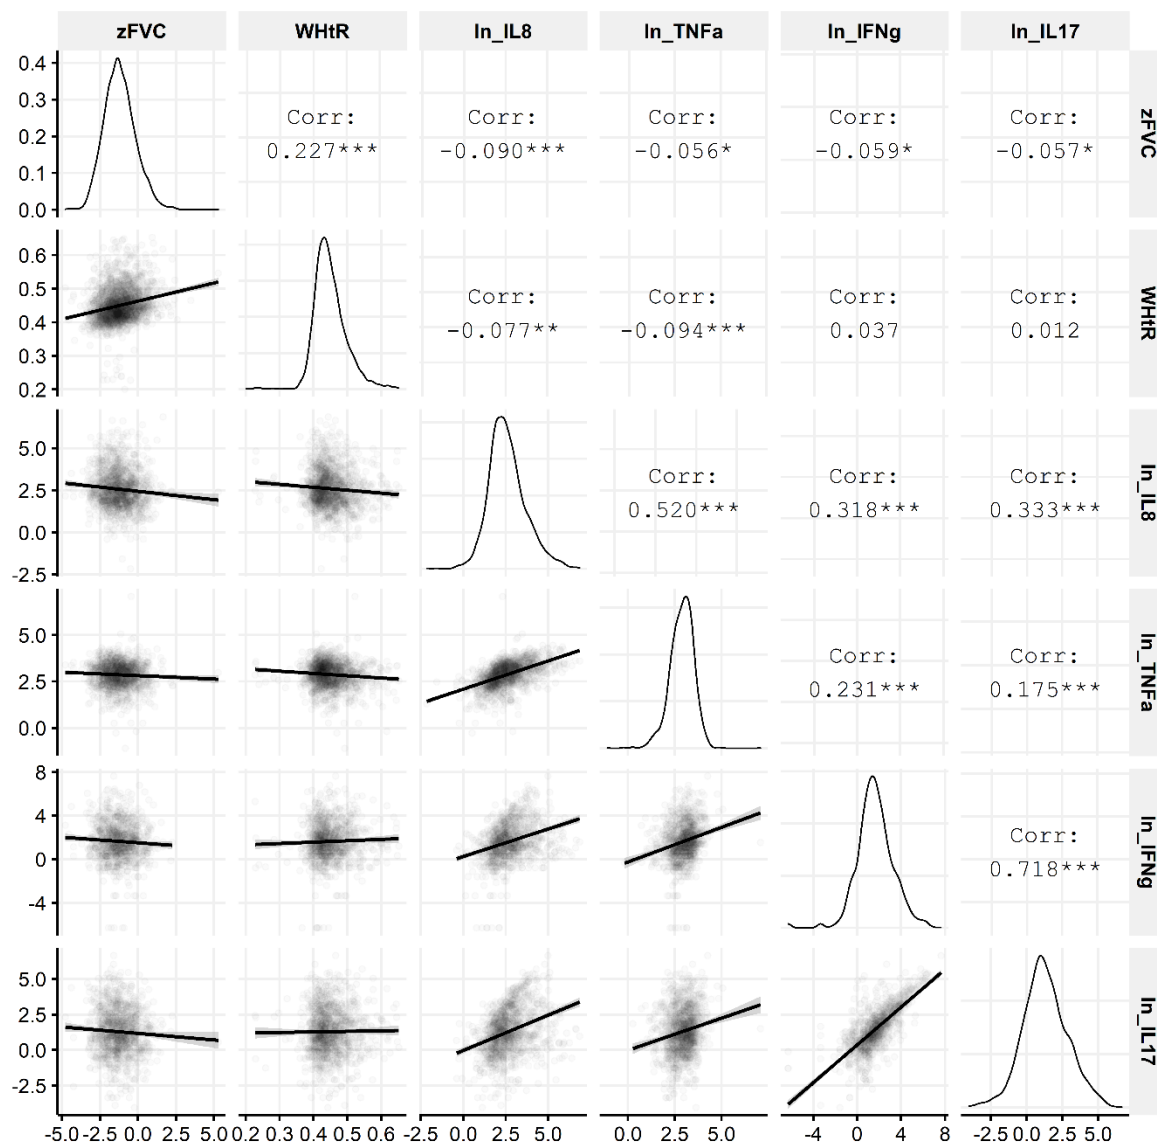 zFVC WHtR ln_IL8 ln_TNFa ln_IFNg ln_IL17
0.4
0.3
0.2
0.1
0.0
Corr: Corr: Corr: Corr: Corr:
0.227*** -0.090*** -0.056* -0.059* -0.057*
zFVC
0.6
0.5
0.4
0.3
0.2
Corr: Corr: Corr: Corr:
-0.077** -0.094*** 0.037 0.012
WHtR
5.0
2.5
0.0
-2.5
Corr: Corr: Corr:
0.520*** 0.318*** 0.333***
ln_IL8
5.0
2.5
0.0
Corr: Corr:
0.231*** 0.175***
ln_TNFa
8
4
0
-4
Corr:
0.718***
ln_IFNg
5.0
2.5
0.0
-2.5
ln_IL17
-5.0 -2.5 0.0 2.5 5.0 0.2 0.3 0.4 0.5 0.6 -2.5 0.0 2.5 5.0 0.0 2.5 5.0 -4 0 4 8 -2.5 0.0 2.5 5.0